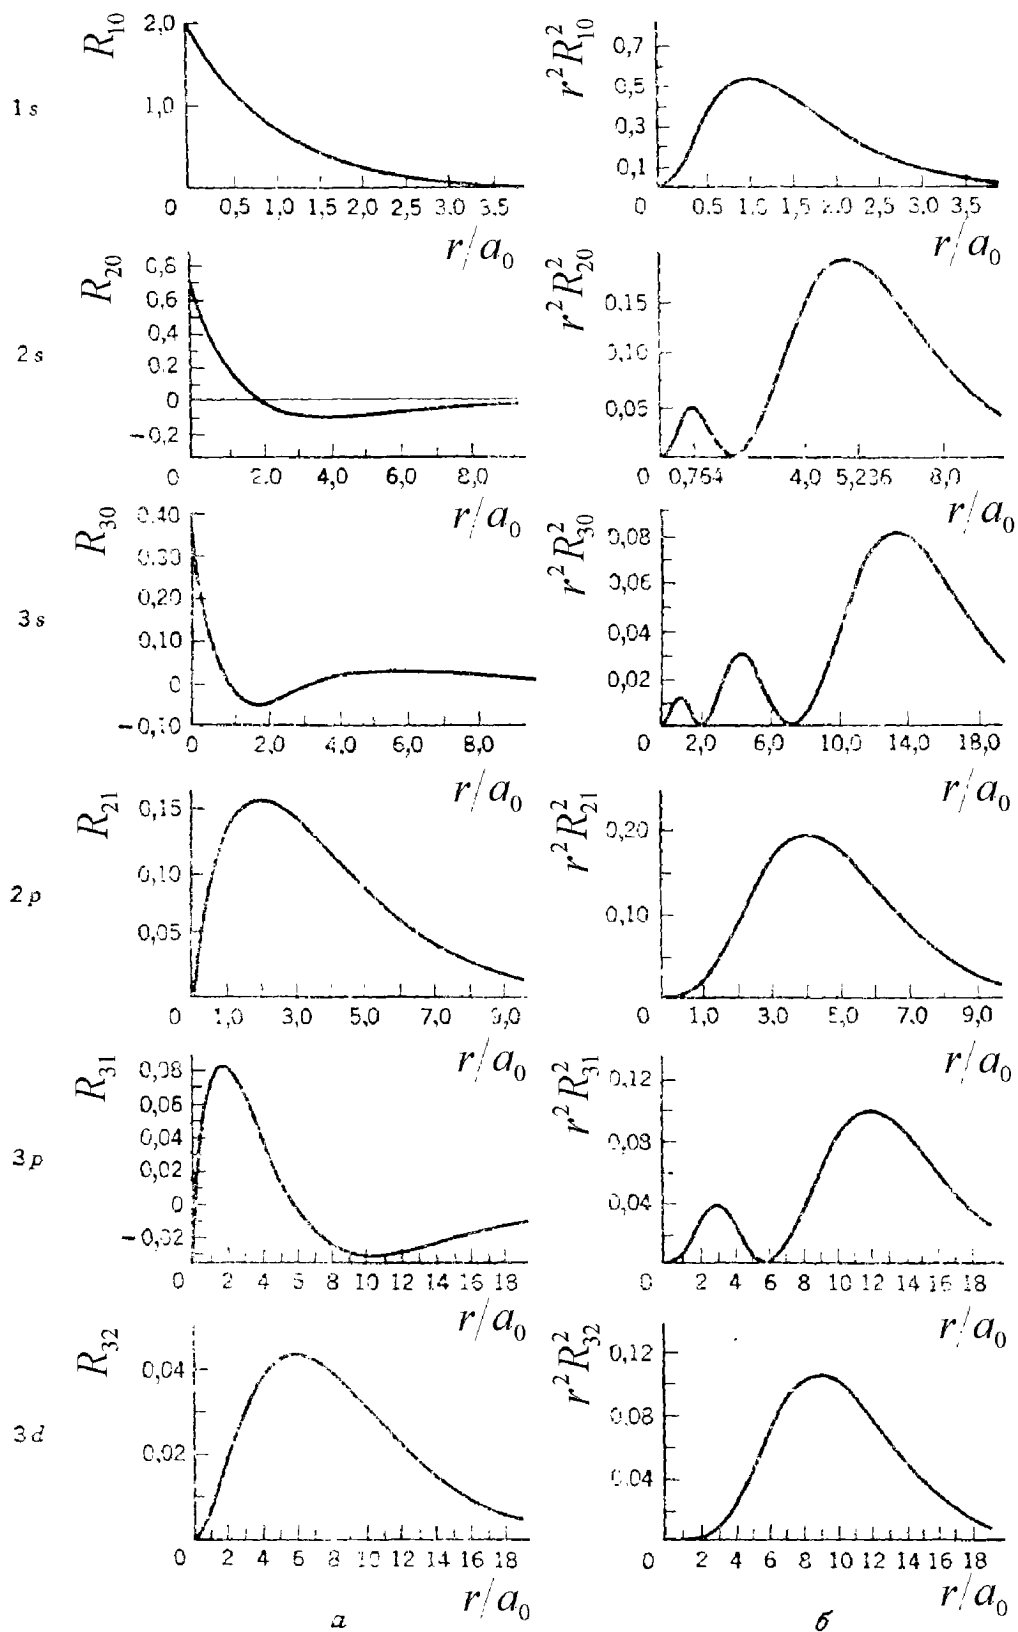 R₁₀
2,0
1,0
0 0,5 1,0 1,5 2,0 2,5 3.0 3.5
r/a₀
1s
r²R²₁₀
0,7
0,5
0,3
0,1
0 0.5 1.0 1,5 2.0 2,5 3.0 3,5
r/a₀
R₂₀
0,8
0,6
0,4
0,2
0
−0,2
0 2.0 4,0 6,0 8,0
r/a₀
2s
r²R²₂₀
0,15
0,10
0,05
0 0,764 4,0 5,236 8,0
r/a₀
R₃₀
0,40
0,30
0,20
0,10
0
−0,10
0 2,0 4,0 6,0 8,0
r/a₀
3s
r²R²₃₀
0,08
0,06
0,04
0,02
0 2,0 6,0 10,0 14,0 18,0
r/a₀
R₂₁
0,15
0,10
0,05
0 1,0 3,0 5,0 7,0 9,0
r/a₀
2p
r²R²₂₁
0,20
0,10
0 1,0 3,0 5,0 7.0 9,0
r/a₀
R₃₁
0,08
0,06
0,04
0,02
0
−0,02
0 2 4 6 8 10 12 14 16 18
r/a₀
3p
r²R²₃₁
0,12
0,08
0,04
0 2 4 6 8 10 12 14 16 18
r/a₀
R₃₂
0,04
0,02
0 2 4 6 8 10 12 14 16 18
r/a₀
3d
r²R²₃₂
0,12
0,08
0.04
0 2 4 6 8 10 12 14 16 18
r/a₀
а
б